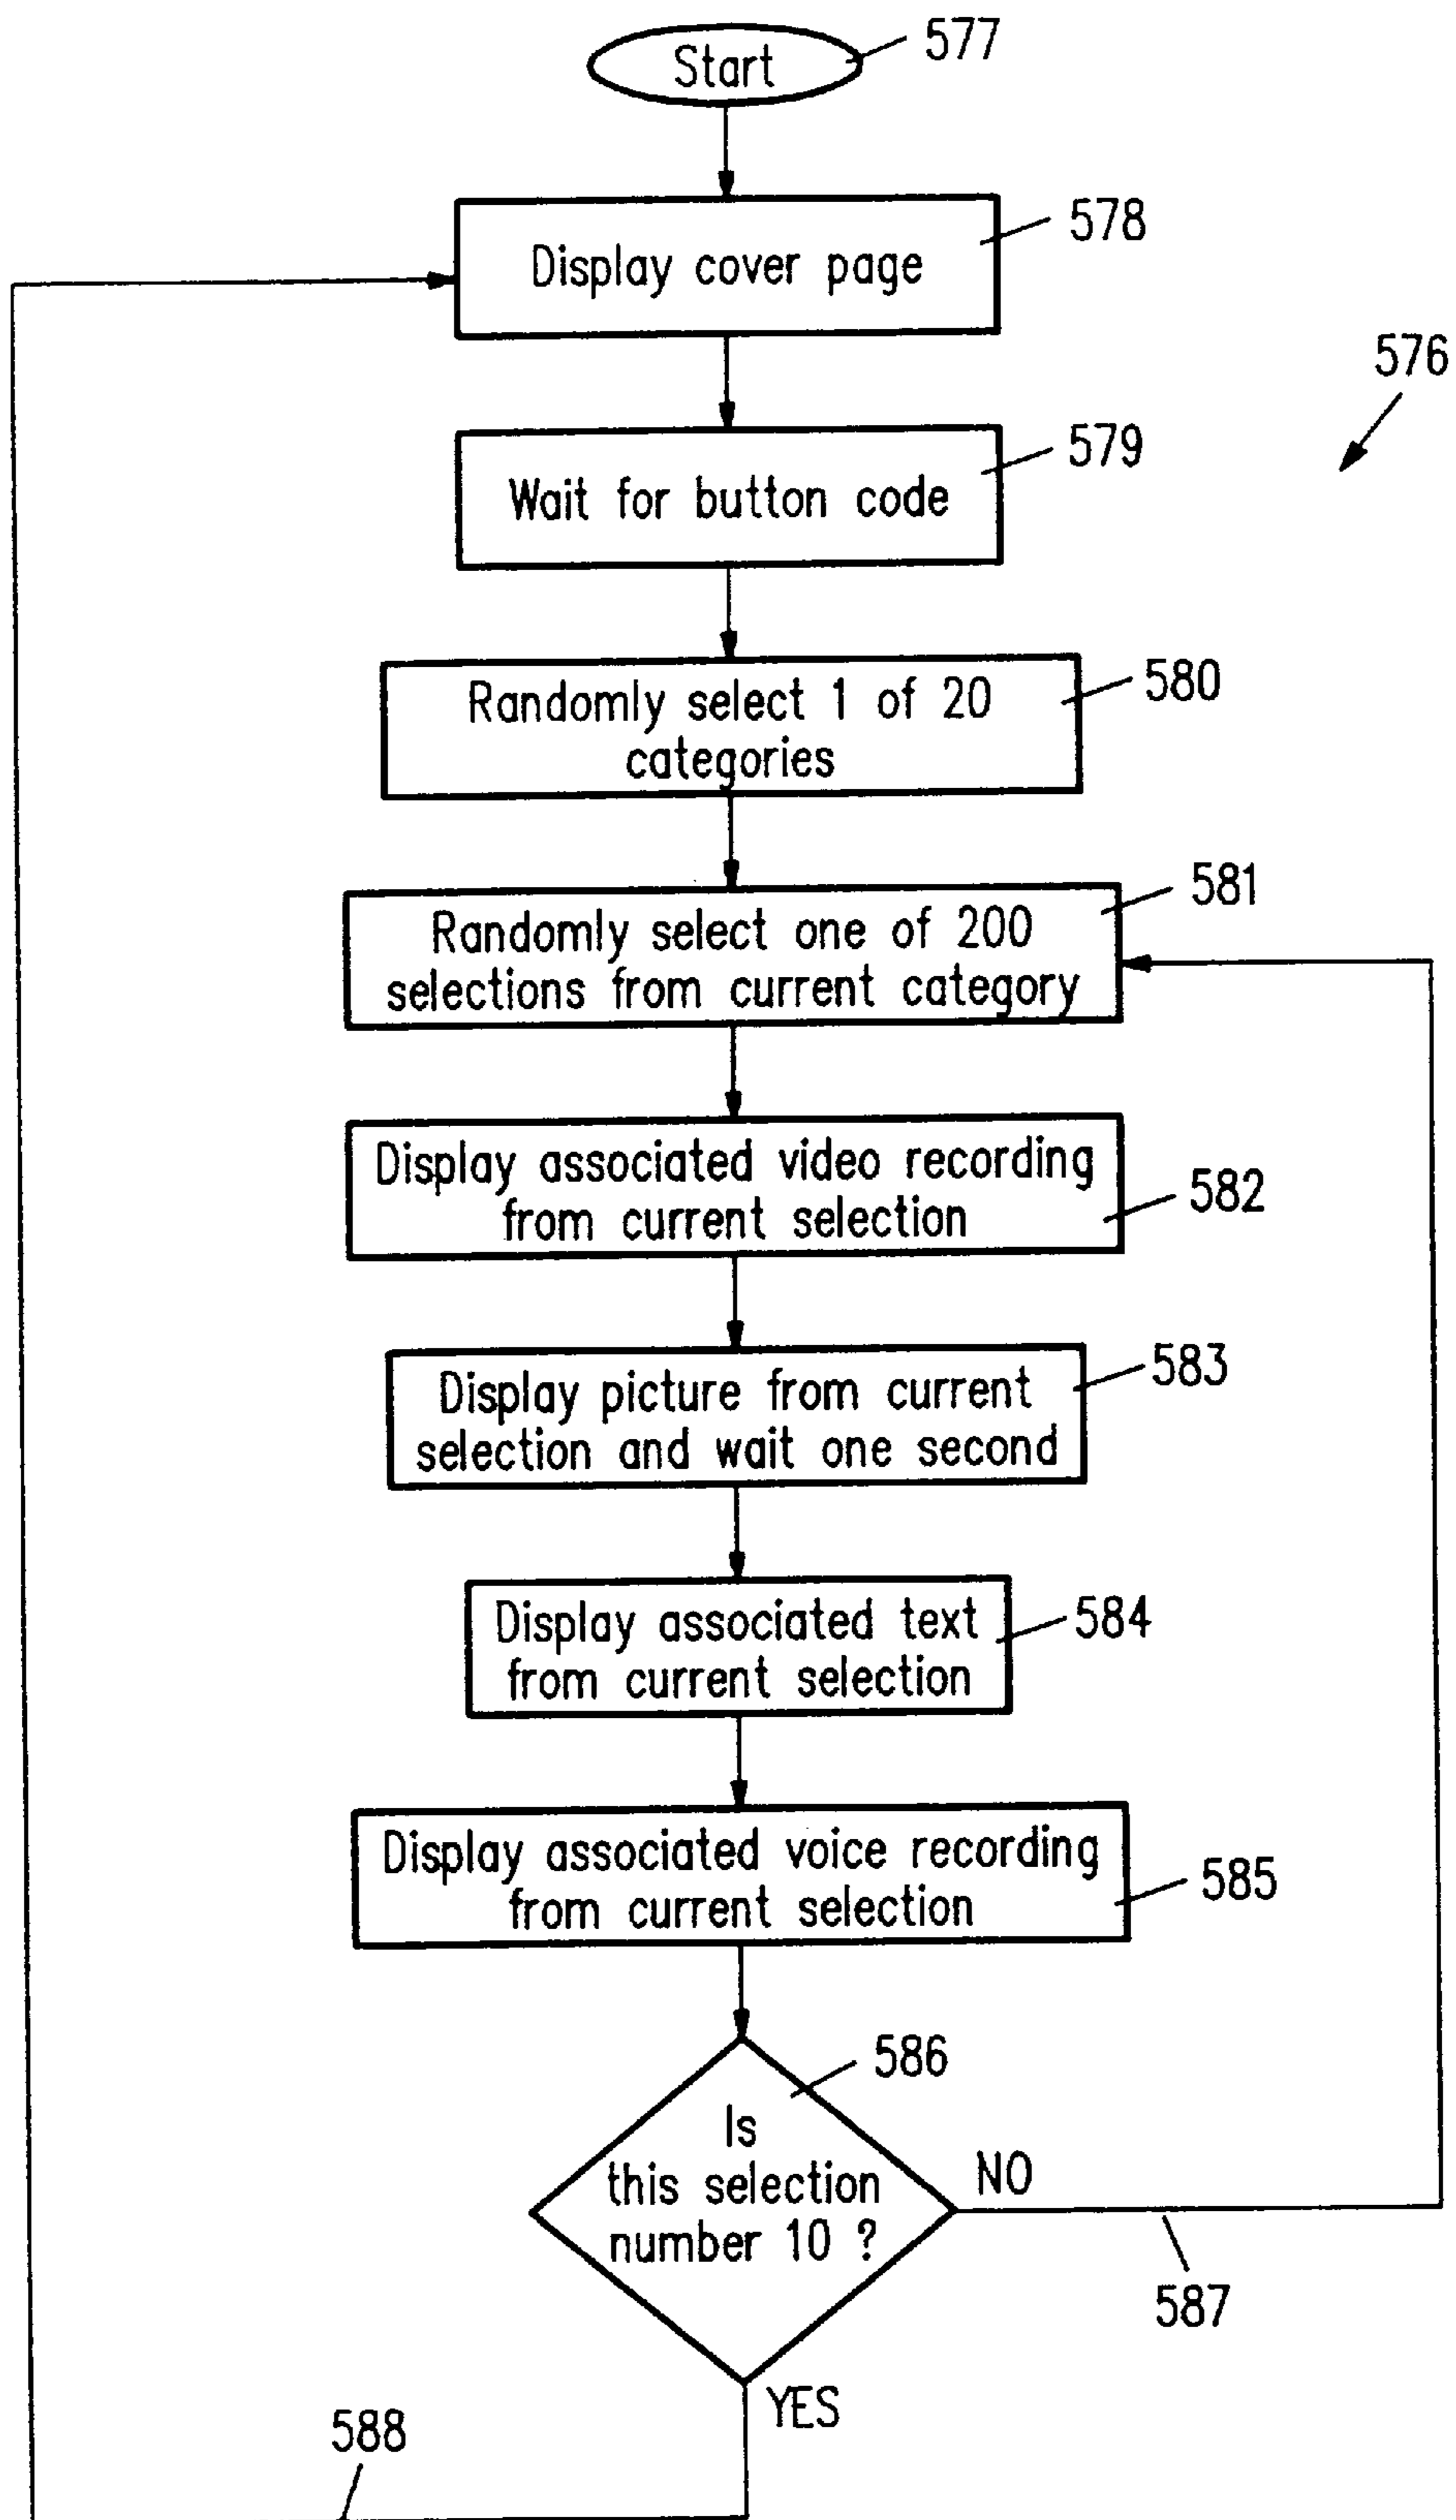 Start
577
Display cover page
578
576
Wait for button code
579
Randomly select 1 of 20
categories
580
Randomly select one of 200
selections from current category
581
Display associated video recording
from current selection
582
Display picture from current
selection and wait one second
583
Display associated text
from current selection
584
Display associated voice recording
from current selection
585
586
Is
this selection
number 10 ?
NO
587
YES
588